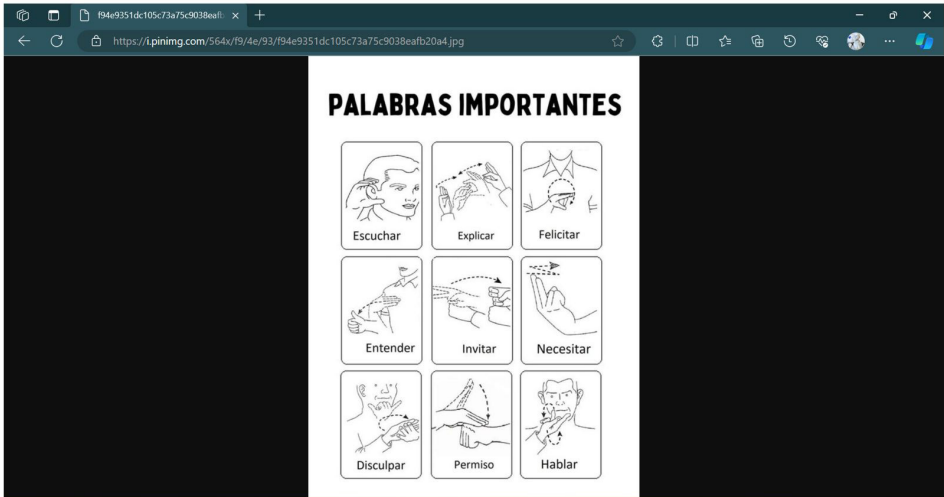 f94e9351dc105c73a75c9038eafb
https://i.pinimg.com/564x/f9/4e/93/f94e9351dc105c73a75c9038eafb20a4.jpg
PALABRAS IMPORTANTES
Escuchar
Explicar
Felicitar
Entender
Invitar
Necesitar
Disculpar
Permiso
Hablar